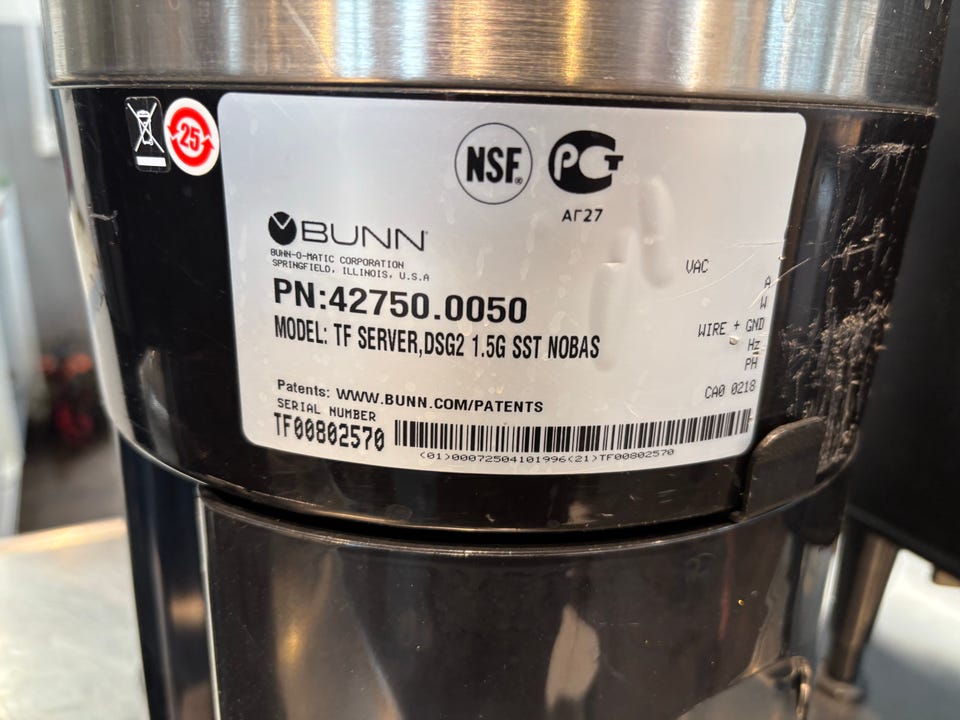 25
NSF®
РСТ
АГ27
BUNN®
BUNN-O-MATIC CORPORATION
SPRINGFIELD, ILLINOIS, U.S.A
PN:42750.0050
MODEL: TF SERVER,DSG2 1.5G SST NOBAS
VAC
A
W
WIRE + GND
Hz
PH
CA0 0218
Patents: WWW.BUNN.COM/PATENTS
SERIAL NUMBER
TF00802570
(01)00072504101996(21)TF00802570